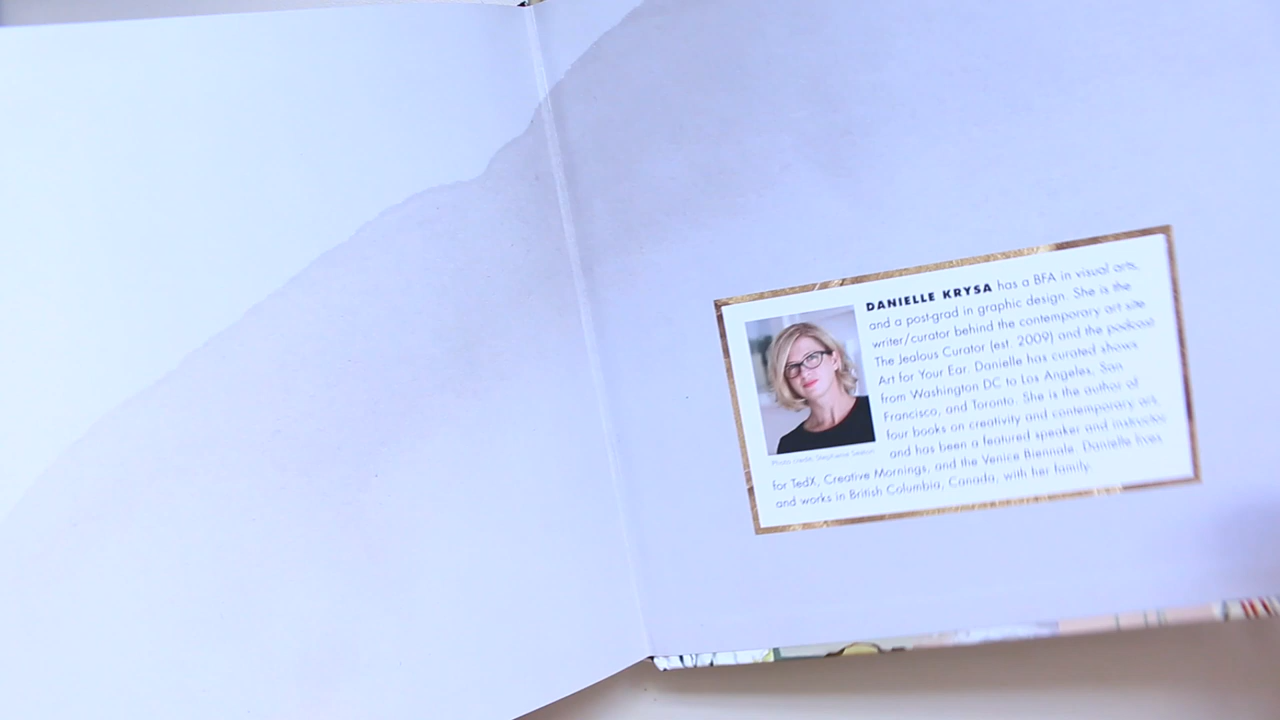 DANIELLE KRYSA has a BFA in visual arts,
and a post-grad in graphic design. She is the
writer/curator behind the contemporary art site
The Jealous Curator (est. 2009) and the podcast
Art for Your Ear. Danielle has curated shows
from Washington DC to Los Angeles, San
Francisco, and Toronto. She is the author of
four books on creativity and contemporary art,
and has been a featured speaker and instructor
for TedX, Creative Mornings, and the Venice Biennale. Danielle lives
and works in British Columbia, Canada, with her family.
Photo credit: Stephanie Seaton